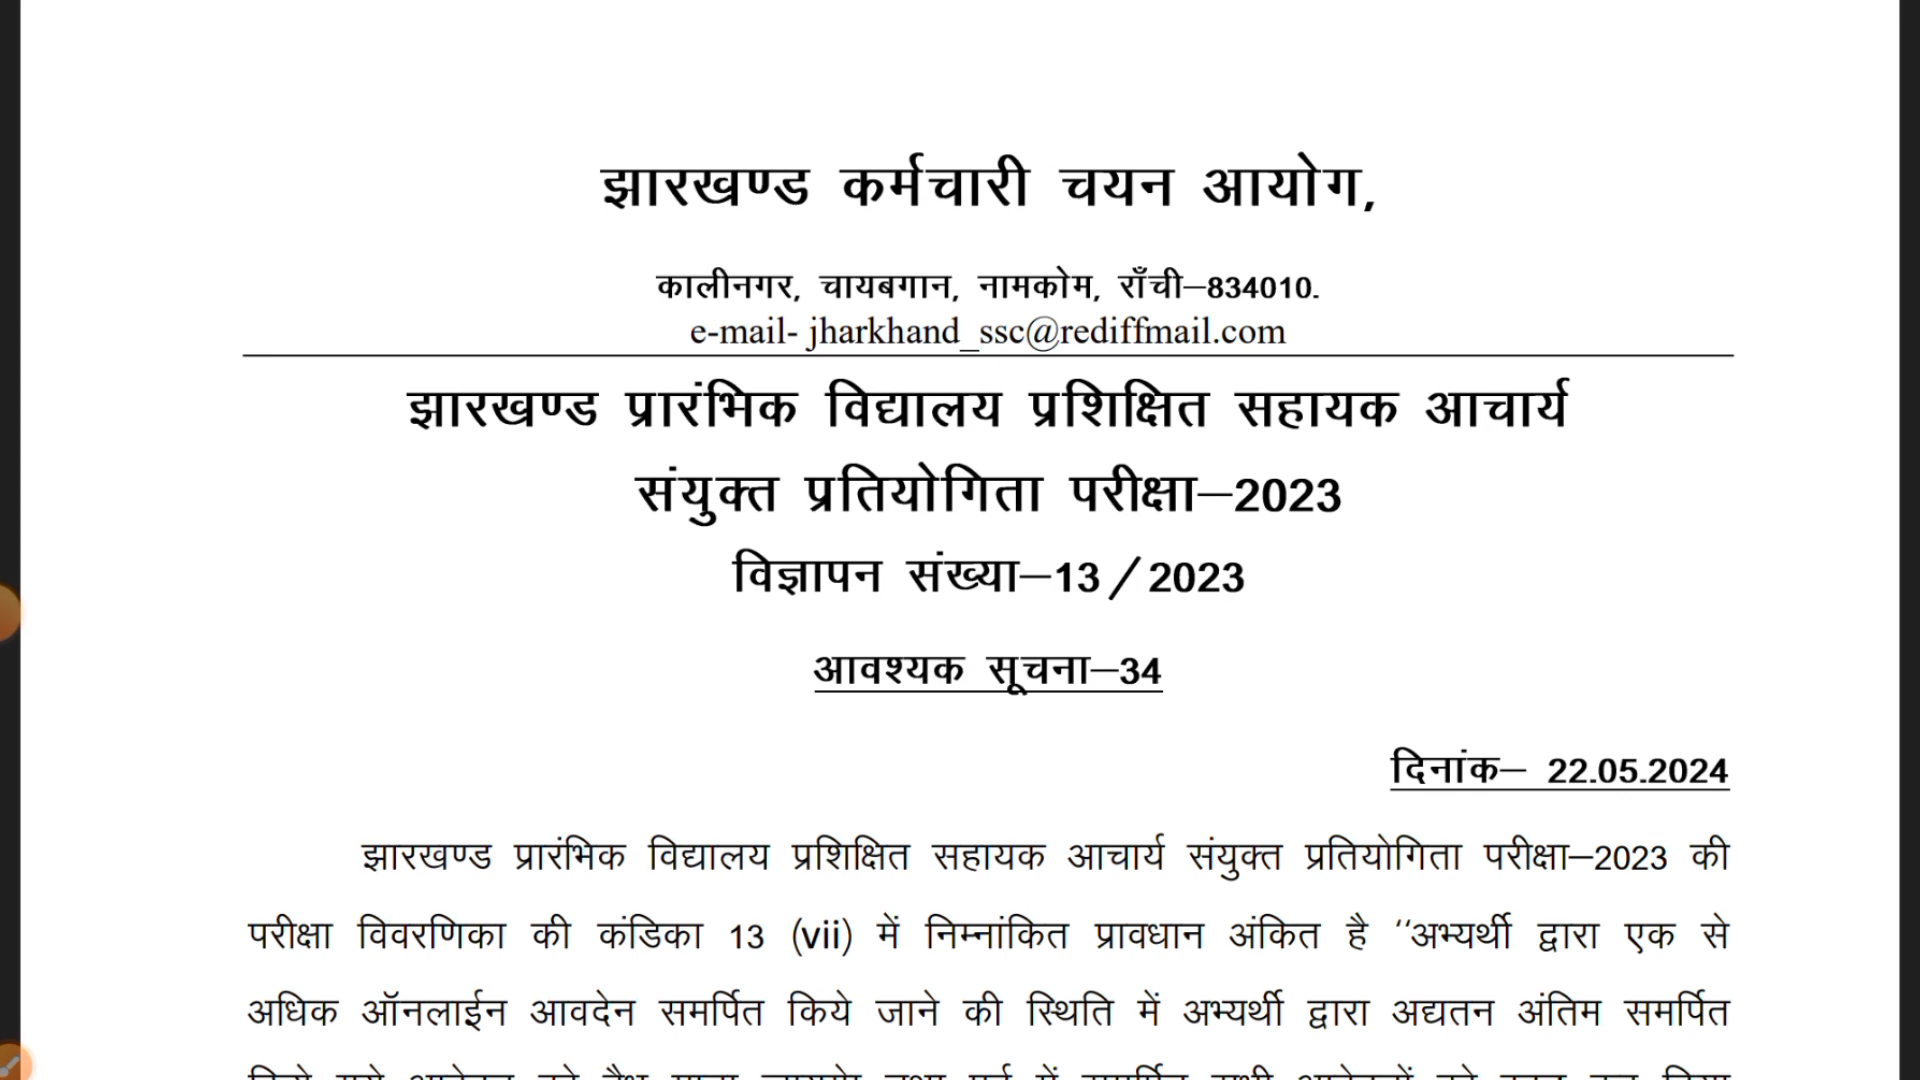 झारखण्ड कर्मचारी चयन आयोग,
कालीनगर, चायबगान, नामकोम, राँची–834010.
e-mail- jharkhand_ssc@rediffmail.com
झारखण्ड प्रारंभिक विद्यालय प्रशिक्षित सहायक आचार्य
संयुक्त प्रतियोगिता परीक्षा–2023
विज्ञापन संख्या–13/2023
आवश्यक सूचना–34
दिनांक– 22.05.2024
झारखण्ड प्रारंभिक विद्यालय प्रशिक्षित सहायक आचार्य संयुक्त प्रतियोगिता परीक्षा–2023 की
परीक्षा विवरणिका की कंडिका 13 (vii) में निम्नांकित प्रावधान अंकित है ''अभ्यर्थी द्वारा एक से
अधिक ऑनलाईन आवदेन समर्पित किये जाने की स्थिति में अभ्यर्थी द्वारा अद्यतन अंतिम समर्पित